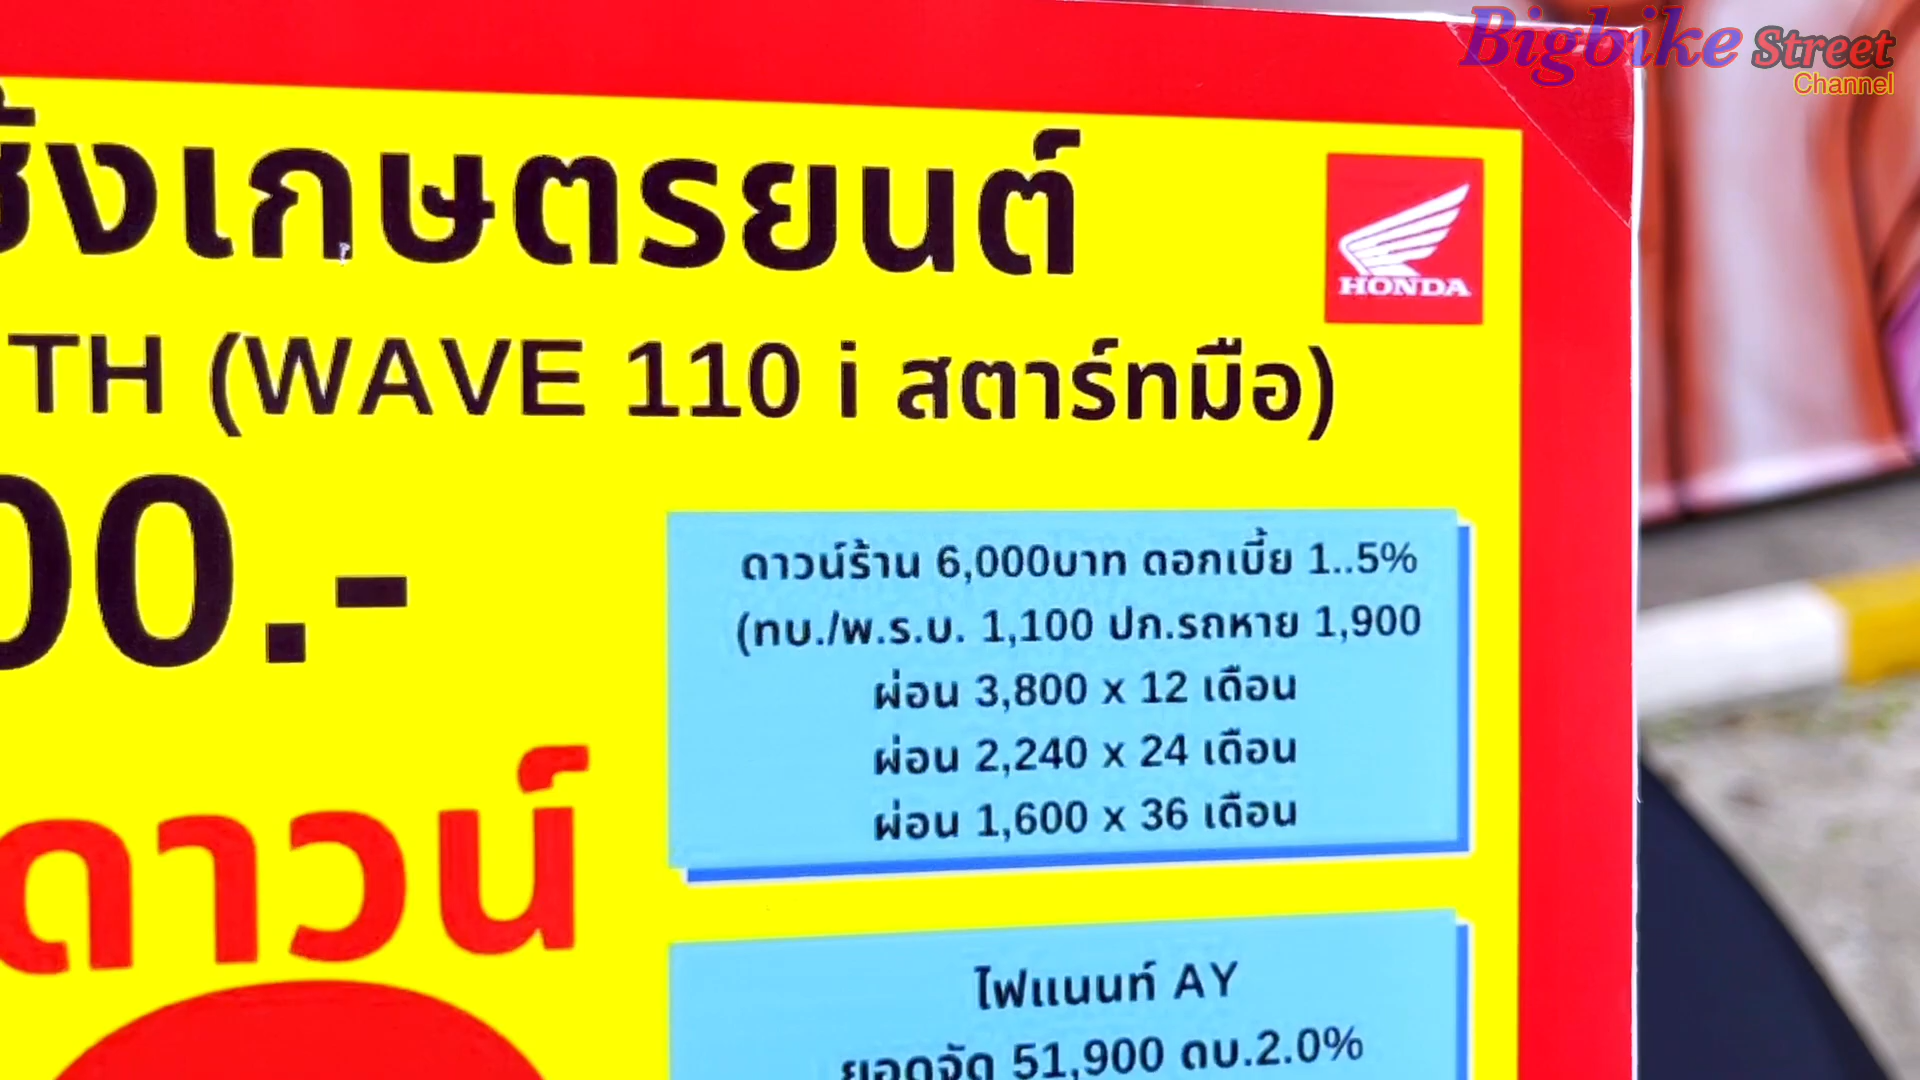 Bigbike Street
Channel
ฮั้งเกษตรยนต์
HONDA
TH (WAVE 110 i สตาร์ทมือ)
00.-
ดาวน์ร้าน 6,000บาท ดอกเบี้ย 1..5%
(ทบ./พ.ร.บ. 1,100 ปก.รถหาย 1,900
ผ่อน 3,800 x 12 เดือน
ผ่อน 2,240 x 24 เดือน
ผ่อน 1,600 x 36 เดือน
ดาวน์
ไฟแนนท์ AY
ยอดจัด 51,900 ดบ.2.0%